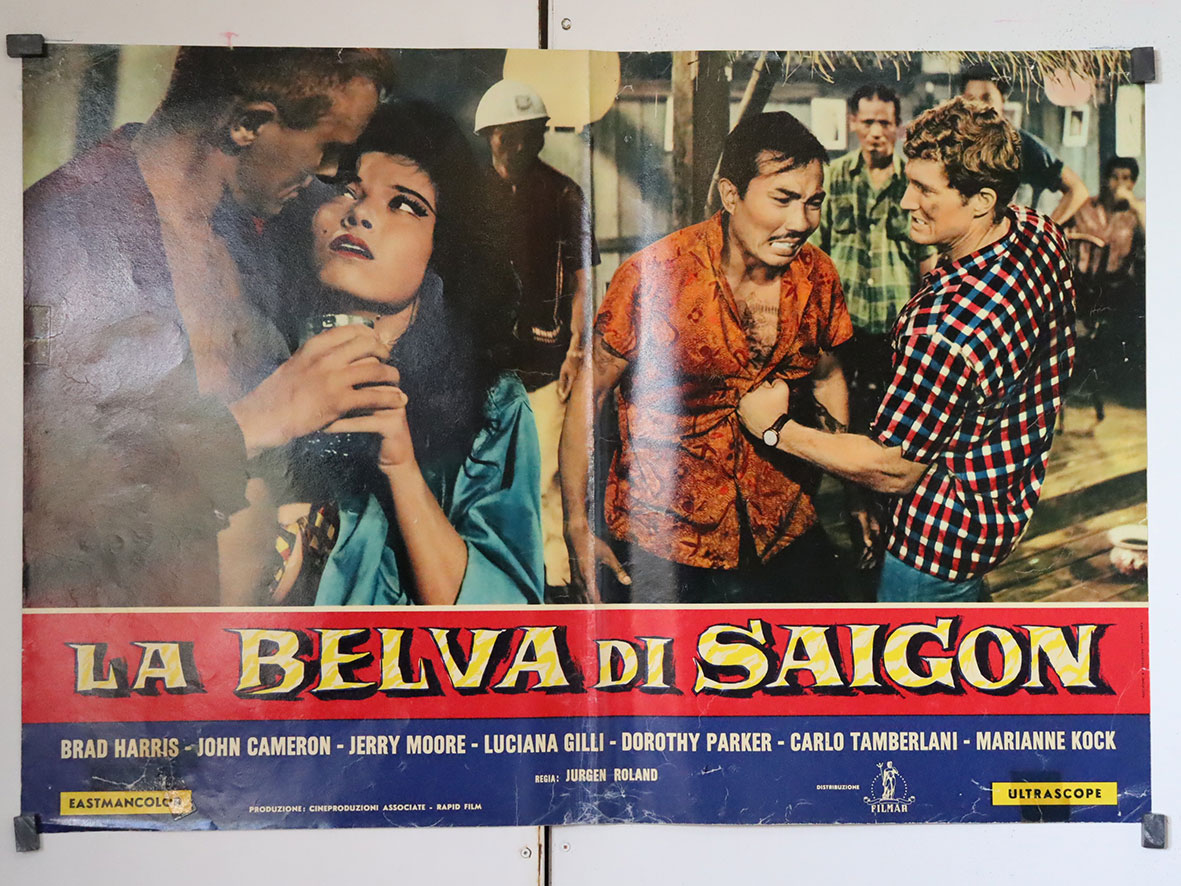 LA BELVA DI SAIGON
BRAD HARRIS - JOHN CAMERON - JERRY MOORE - LUCIANA GILLI - DOROTHY PARKER - CARLO TAMBERLANI - MARIANNE KOCK
REGIA: JURGEN ROLAND
EASTMANCOLOR
PRODUZIONE: CINEPRODUZIONI ASSOCIATE - RAPID FILM
DISTRIBUZIONE
FILMAR
ULTRASCOPE